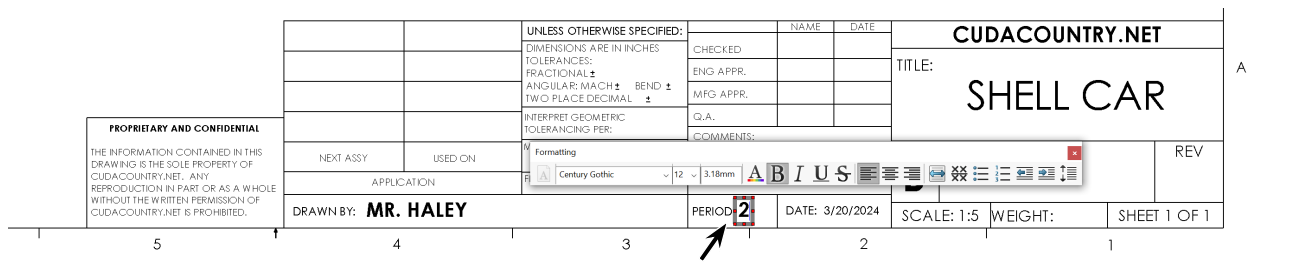 PROPRIETARY AND CONFIDENTIAL
THE INFORMATION CONTAINED IN THIS
DRAWING IS THE SOLE PROPERTY OF
CUDACOUNTRY.NET. ANY
REPRODUCTION IN PART OR AS A WHOLE
WITHOUT THE WRITTEN PERMISSION OF
CUDACOUNTRY.NET IS PROHIBITED.
NEXT ASSY
USED ON
APPLICATION
DRAWN BY: MR. HALEY
UNLESS OTHERWISE SPECIFIED:
DIMENSIONS ARE IN INCHES
TOLERANCES:
FRACTIONAL ±
ANGULAR: MACH ± BEND ±
TWO PLACE DECIMAL ±
INTERPRET GEOMETRIC
TOLERANCING PER:
NAME
DATE
CHECKED
ENG APPR.
MFG APPR.
Q.A.
COMMENTS:
Formatting
Century Gothic
12
3.18mm
A B I U S
PERIOD 2
DATE: 3/20/2024
CUDACOUNTRY.NET
TITLE:
SHELL CAR
REV
SCALE: 1:5
WEIGHT:
SHEET 1 OF 1
A
5
4
3
2
1